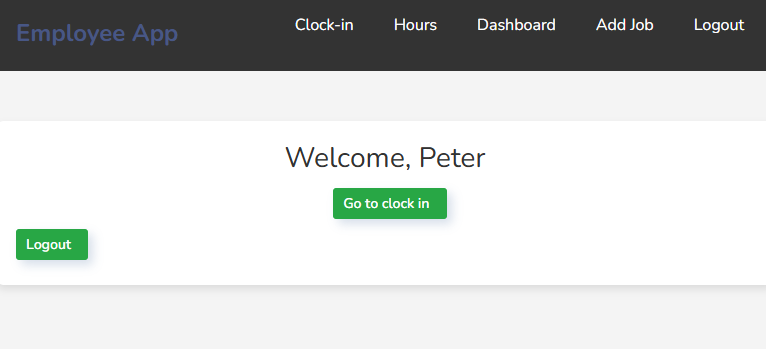 Employee App Clock-in Hours Dashboard Add Job Logout
Welcome, Peter
Go to clock in
Logout